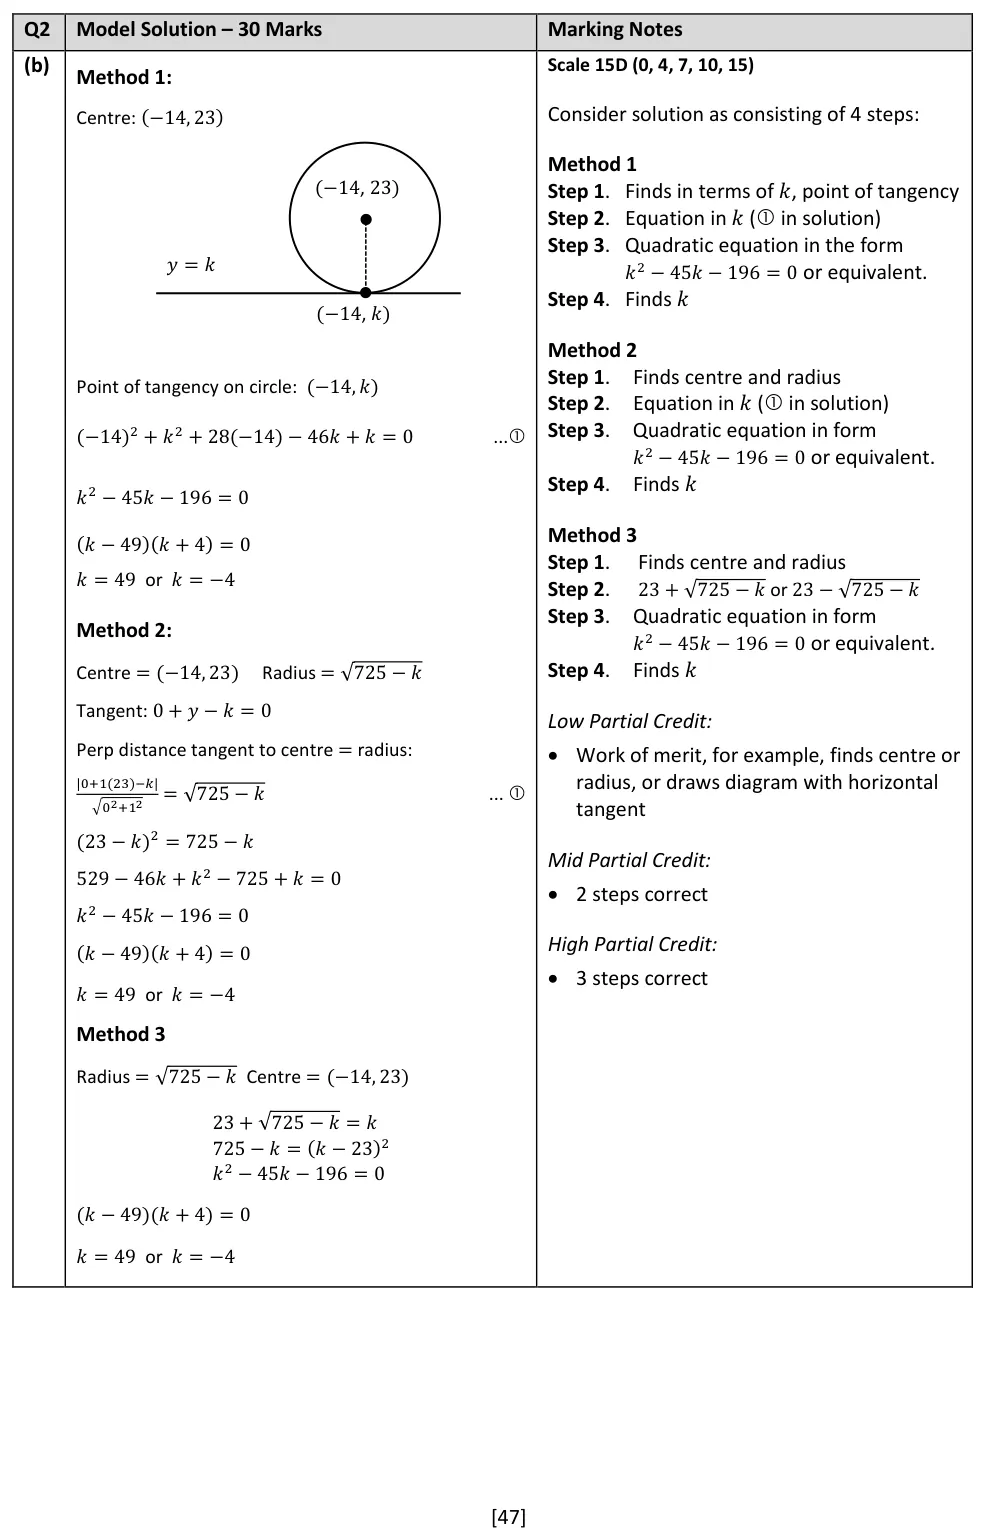 Q2 Model Solution – 30 Marks Marking Notes
(b)
Method 1:
Centre: (−14, 23)
(−14, 23)
y = k
(−14, k)
Point of tangency on circle: (−14, k)
(−14)² + k² + 28(−14) − 46k + k = 0 …①
k² − 45k − 196 = 0
(k − 49)(k + 4) = 0
k = 49 or k = −4
Method 2:
Centre = (−14, 23) Radius = √(725 − k)
Tangent: 0 + y − k = 0
Perp distance tangent to centre = radius:
|0+1(23)−k| / √(0²+1²) = √(725 − k) … ①
(23 − k)² = 725 − k
529 − 46k + k² − 725 + k = 0
k² − 45k − 196 = 0
(k − 49)(k + 4) = 0
k = 49 or k = −4
Method 3
Radius = √(725 − k) Centre = (−14, 23)
23 + √(725 − k) = k
725 − k = (k − 23)²
k² − 45k − 196 = 0
(k − 49)(k + 4) = 0
k = 49 or k = −4
Scale 15D (0, 4, 7, 10, 15)
Consider solution as consisting of 4 steps:
Method 1
Step 1. Finds in terms of k, point of tangency
Step 2. Equation in k (① in solution)
Step 3. Quadratic equation in the form
k² − 45k − 196 = 0 or equivalent.
Step 4. Finds k
Method 2
Step 1. Finds centre and radius
Step 2. Equation in k (① in solution)
Step 3. Quadratic equation in form
k² − 45k − 196 = 0 or equivalent.
Step 4. Finds k
Method 3
Step 1. Finds centre and radius
Step 2. 23 + √(725 − k) or 23 − √(725 − k)
Step 3. Quadratic equation in form
k² − 45k − 196 = 0 or equivalent.
Step 4. Finds k
Low Partial Credit:
• Work of merit, for example, finds centre or
radius, or draws diagram with horizontal
tangent
Mid Partial Credit:
• 2 steps correct
High Partial Credit:
• 3 steps correct
[47]